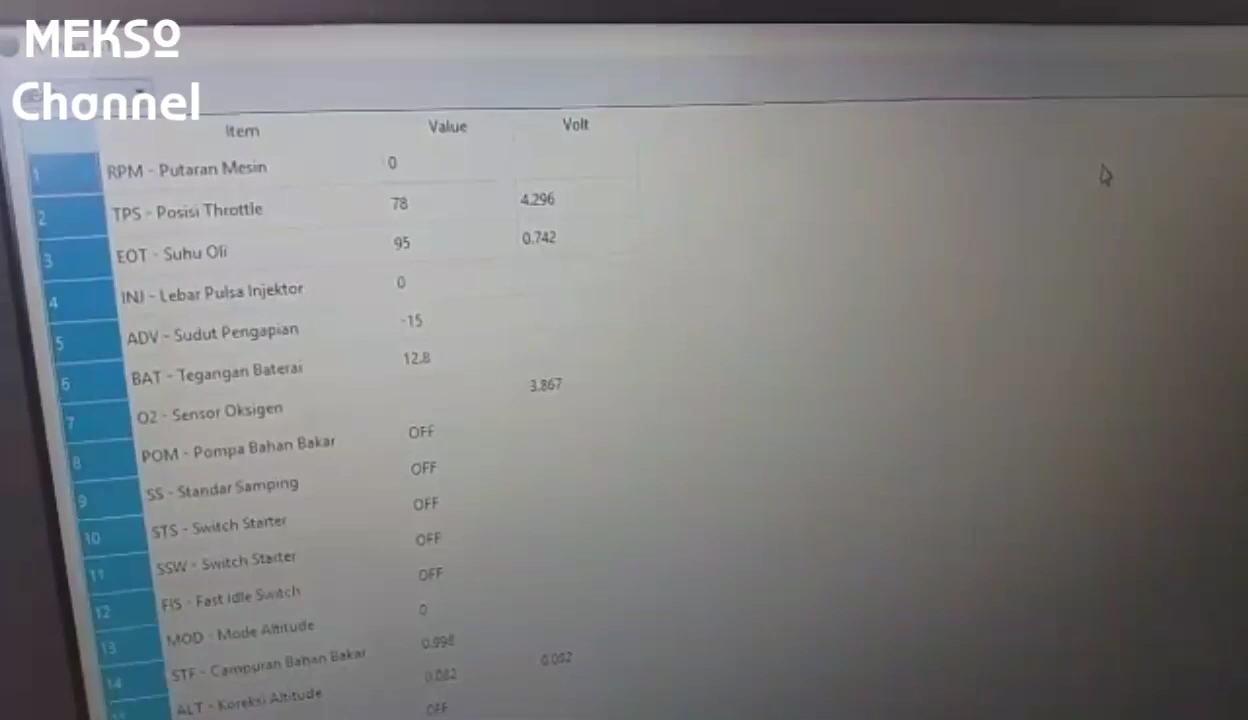 MEKSO
Channel
Item Value Volt
1 RPM - Putaran Mesin 0
2 TPS - Posisi Throttle 78 4.296
3 EOT - Suhu Oli 95 0.742
4 INJ - Lebar Pulsa Injektor 0
5 ADV - Sudut Pengapian -15
6 BAT - Tegangan Baterai 12.8
7 O2 - Sensor Oksigen 3.867
8 POM - Pompa Bahan Bakar OFF
9 SS - Standar Samping OFF
10 STS - Switch Starter OFF
11 SSW - Switch Starter OFF
12 FIS - Fast Idle Switch OFF
13 MOD - Mode Altitude 0
14 STF - Campuran Bahan Bakar 0.998
ALT - Koreksi Altitude 0.082 0.082
OFF